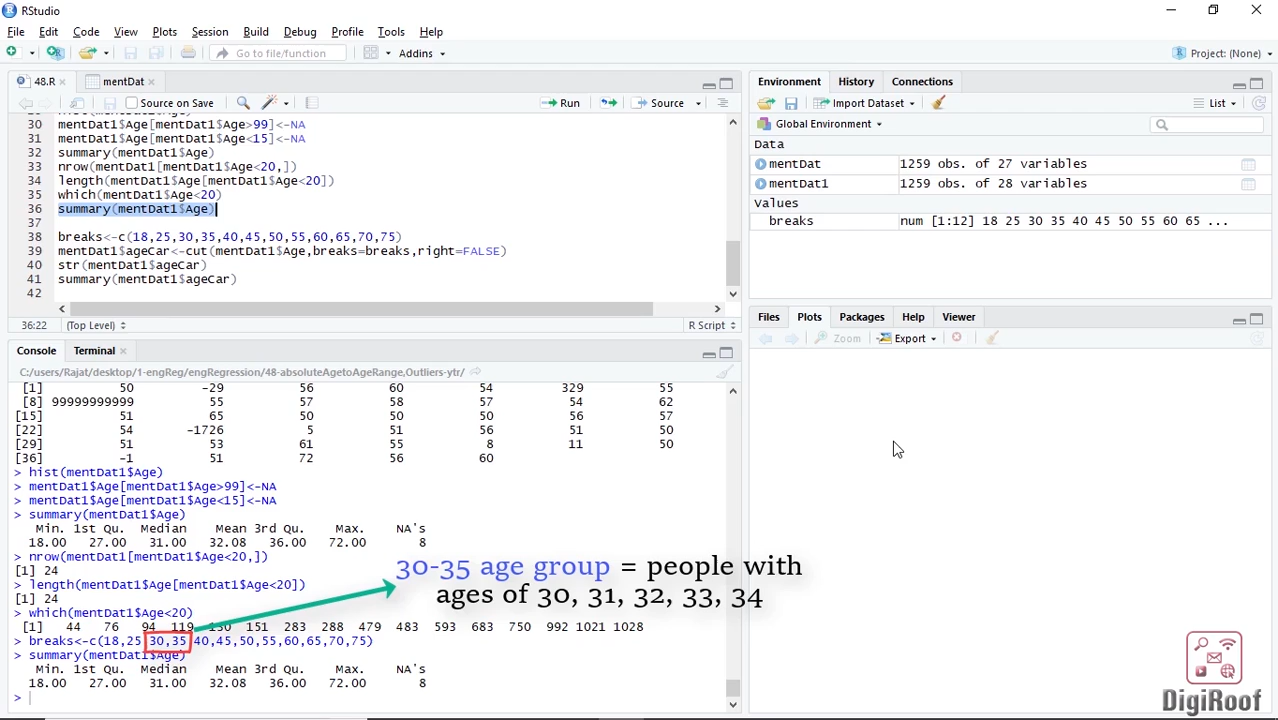 RStudio
File Edit Code View Plots Session Build Debug Profile Tools Help
Go to file/function Addins Project: (None)
48.R mentDat
Source on Save Run Source
30 mentDat1$Age[mentDat1$Age>99]<-NA
31 mentDat1$Age[mentDat1$Age<15]<-NA
32 summary(mentDat1$Age)
33 nrow(mentDat1[mentDat1$Age<20,])
34 length(mentDat1$Age[mentDat1$Age<20])
35 which(mentDat1$Age<20)
36 summary(mentDat1$Age)
37
38 breaks<-c(18,25,30,35,40,45,50,55,60,65,70,75)
39 mentDat1$ageCar<-cut(mentDat1$Age,breaks=breaks,right=FALSE)
40 str(mentDat1$ageCar)
41 summary(mentDat1$ageCar)
42
36:22 (Top Level) R Script
Console Terminal
C:/users/Rajat/desktop/1-engReg/engRegression/48-absoluteAgetoAgeRange,Outliers-ytr/
[1] 50 -29 56 60 54 329 55
[8] 99999999999 55 57 58 57 54 62
[15] 51 65 50 50 50 56 57
[22] 54 -1726 5 51 56 51 50
[29] 51 53 61 55 8 11 50
[36] -1 51 72 56 60
> hist(mentDat1$Age)
> mentDat1$Age[mentDat1$Age>99]<-NA
> mentDat1$Age[mentDat1$Age<15]<-NA
> summary(mentDat1$Age)
Min. 1st Qu. Median Mean 3rd Qu. Max. NA's
18.00 27.00 31.00 32.08 36.00 72.00 8
> nrow(mentDat1[mentDat1$Age<20,])
[1] 24
> length(mentDat1$Age[mentDat1$Age<20])
[1] 24
> which(mentDat1$Age<20)
[1] 44 76 94 119 151 283 288 479 483 593 683 750 992 1021 1028
> breaks<-c(18,25,30,35,40,45,50,55,60,65,70,75)
> summary(mentDat1$Age)
Min. 1st Qu. Median Mean 3rd Qu. Max. NA's
18.00 27.00 31.00 32.08 36.00 72.00 8
>
30-35 age group = people with
ages of 30, 31, 32, 33, 34
Environment History Connections
Import Dataset List
Global Environment
Data
mentDat 1259 obs. of 27 variables
mentDat1 1259 obs. of 28 variables
Values
breaks num [1:12] 18 25 30 35 40 45 50 55 60 65 ...
Files Plots Packages Help Viewer
Zoom Export
DigiRoof